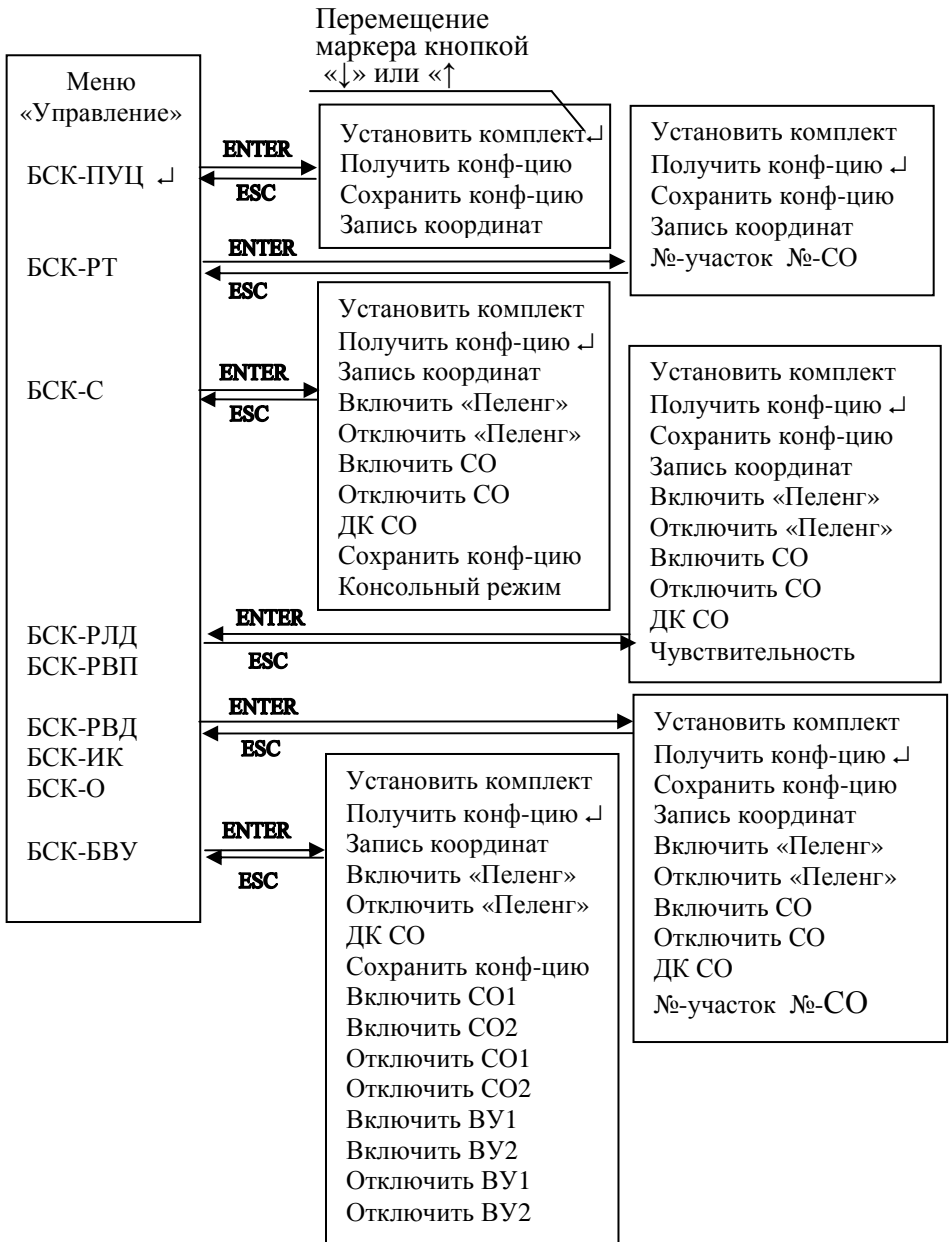 Перемещение
маркера кнопкой
«↓» или «↑
Меню
«Управление»
БСК-ПУЦ ↵
БСК-РТ
БСК-С
БСК-РЛД
БСК-РВП
БСК-РВД
БСК-ИК
БСК-О
БСК-БВУ
ENTER
ESC
Установить комплект↵
Получить конф-цию
Сохранить конф-цию
Запись координат
ENTER
ESC
Установить комплект
Получить конф-цию ↵
Сохранить конф-цию
Запись координат
№-участок №-СО
ENTER
ESC
Установить комплект
Получить конф-цию ↵
Запись координат
Включить «Пеленг»
Отключить «Пеленг»
Включить СО
Отключить СО
ДК СО
Сохранить конф-цию
Консольный режим
ENTER
ESC
Установить комплект
Получить конф-цию ↵
Сохранить конф-цию
Запись координат
Включить «Пеленг»
Отключить «Пеленг»
Включить СО
Отключить СО
ДК СО
Чувствительность
ENTER
ESC
Установить комплект
Получить конф-цию ↵
Сохранить конф-цию
Запись координат
Включить «Пеленг»
Отключить «Пеленг»
Включить СО
Отключить СО
ДК СО
№-участок №-СО
ENTER
ESC
Установить комплект
Получить конф-цию ↵
Запись координат
Включить «Пеленг»
Отключить «Пеленг»
ДК СО
Сохранить конф-цию
Включить СО1
Включить СО2
Отключить СО1
Отключить СО2
Включить ВУ1
Включить ВУ2
Отключить ВУ1
Отключить ВУ2